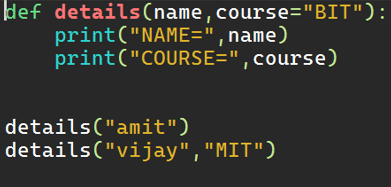 def details(name,course="BIT"):
    print("NAME=",name)
    print("COURSE=",course)
details("amit")
details("vijay","MIT")